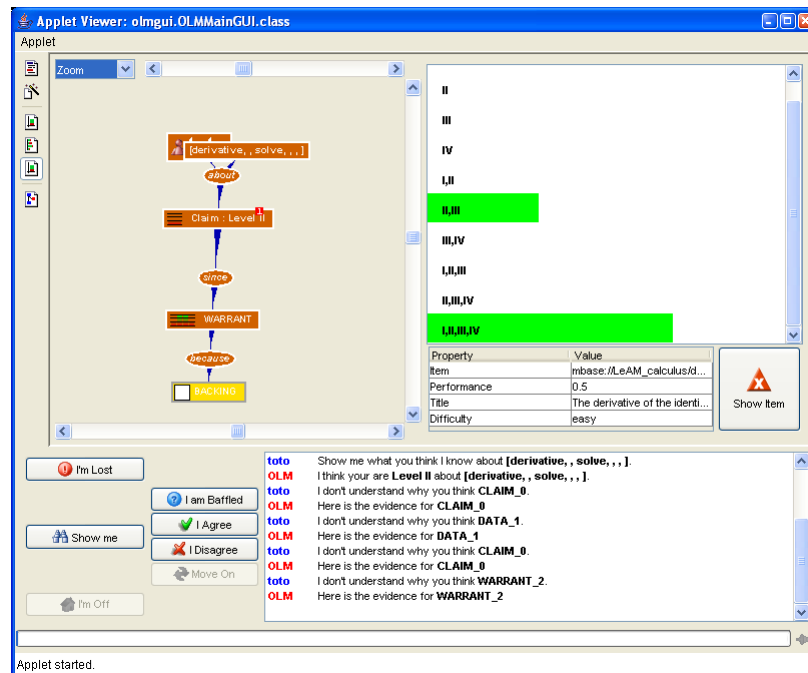 Applet Viewer: olmgui.OLMMainGUI.class
Applet
Zoom
[derivative, , solve, , , ]
about
Claim : Level II
1
since
WARRANT
because
BACKING
II
III
IV
I,II
II,III
III,IV
I,II,III
II,III,IV
I,II,III,IV
Property Value
Item mbase://LeAM_calculus/d...
Performance 0.5
Title The derivative of the identi...
Difficulty easy
Show Item
I'm Lost
I am Baffled
I Agree
Show me
I Disagree
Move On
I'm Off
toto Show me what you think I know about [derivative, , solve, , , ].
OLM I think your are Level II about [derivative, , solve, , , ].
toto I don't understand why you think CLAIM_0.
OLM Here is the evidence for CLAIM_0
toto I don't understand why you think DATA_1.
OLM Here is the evidence for DATA_1
toto I don't understand why you think CLAIM_0.
OLM Here is the evidence for CLAIM_0
toto I don't understand why you think WARRANT_2.
OLM Here is the evidence for WARRANT_2
Applet started.